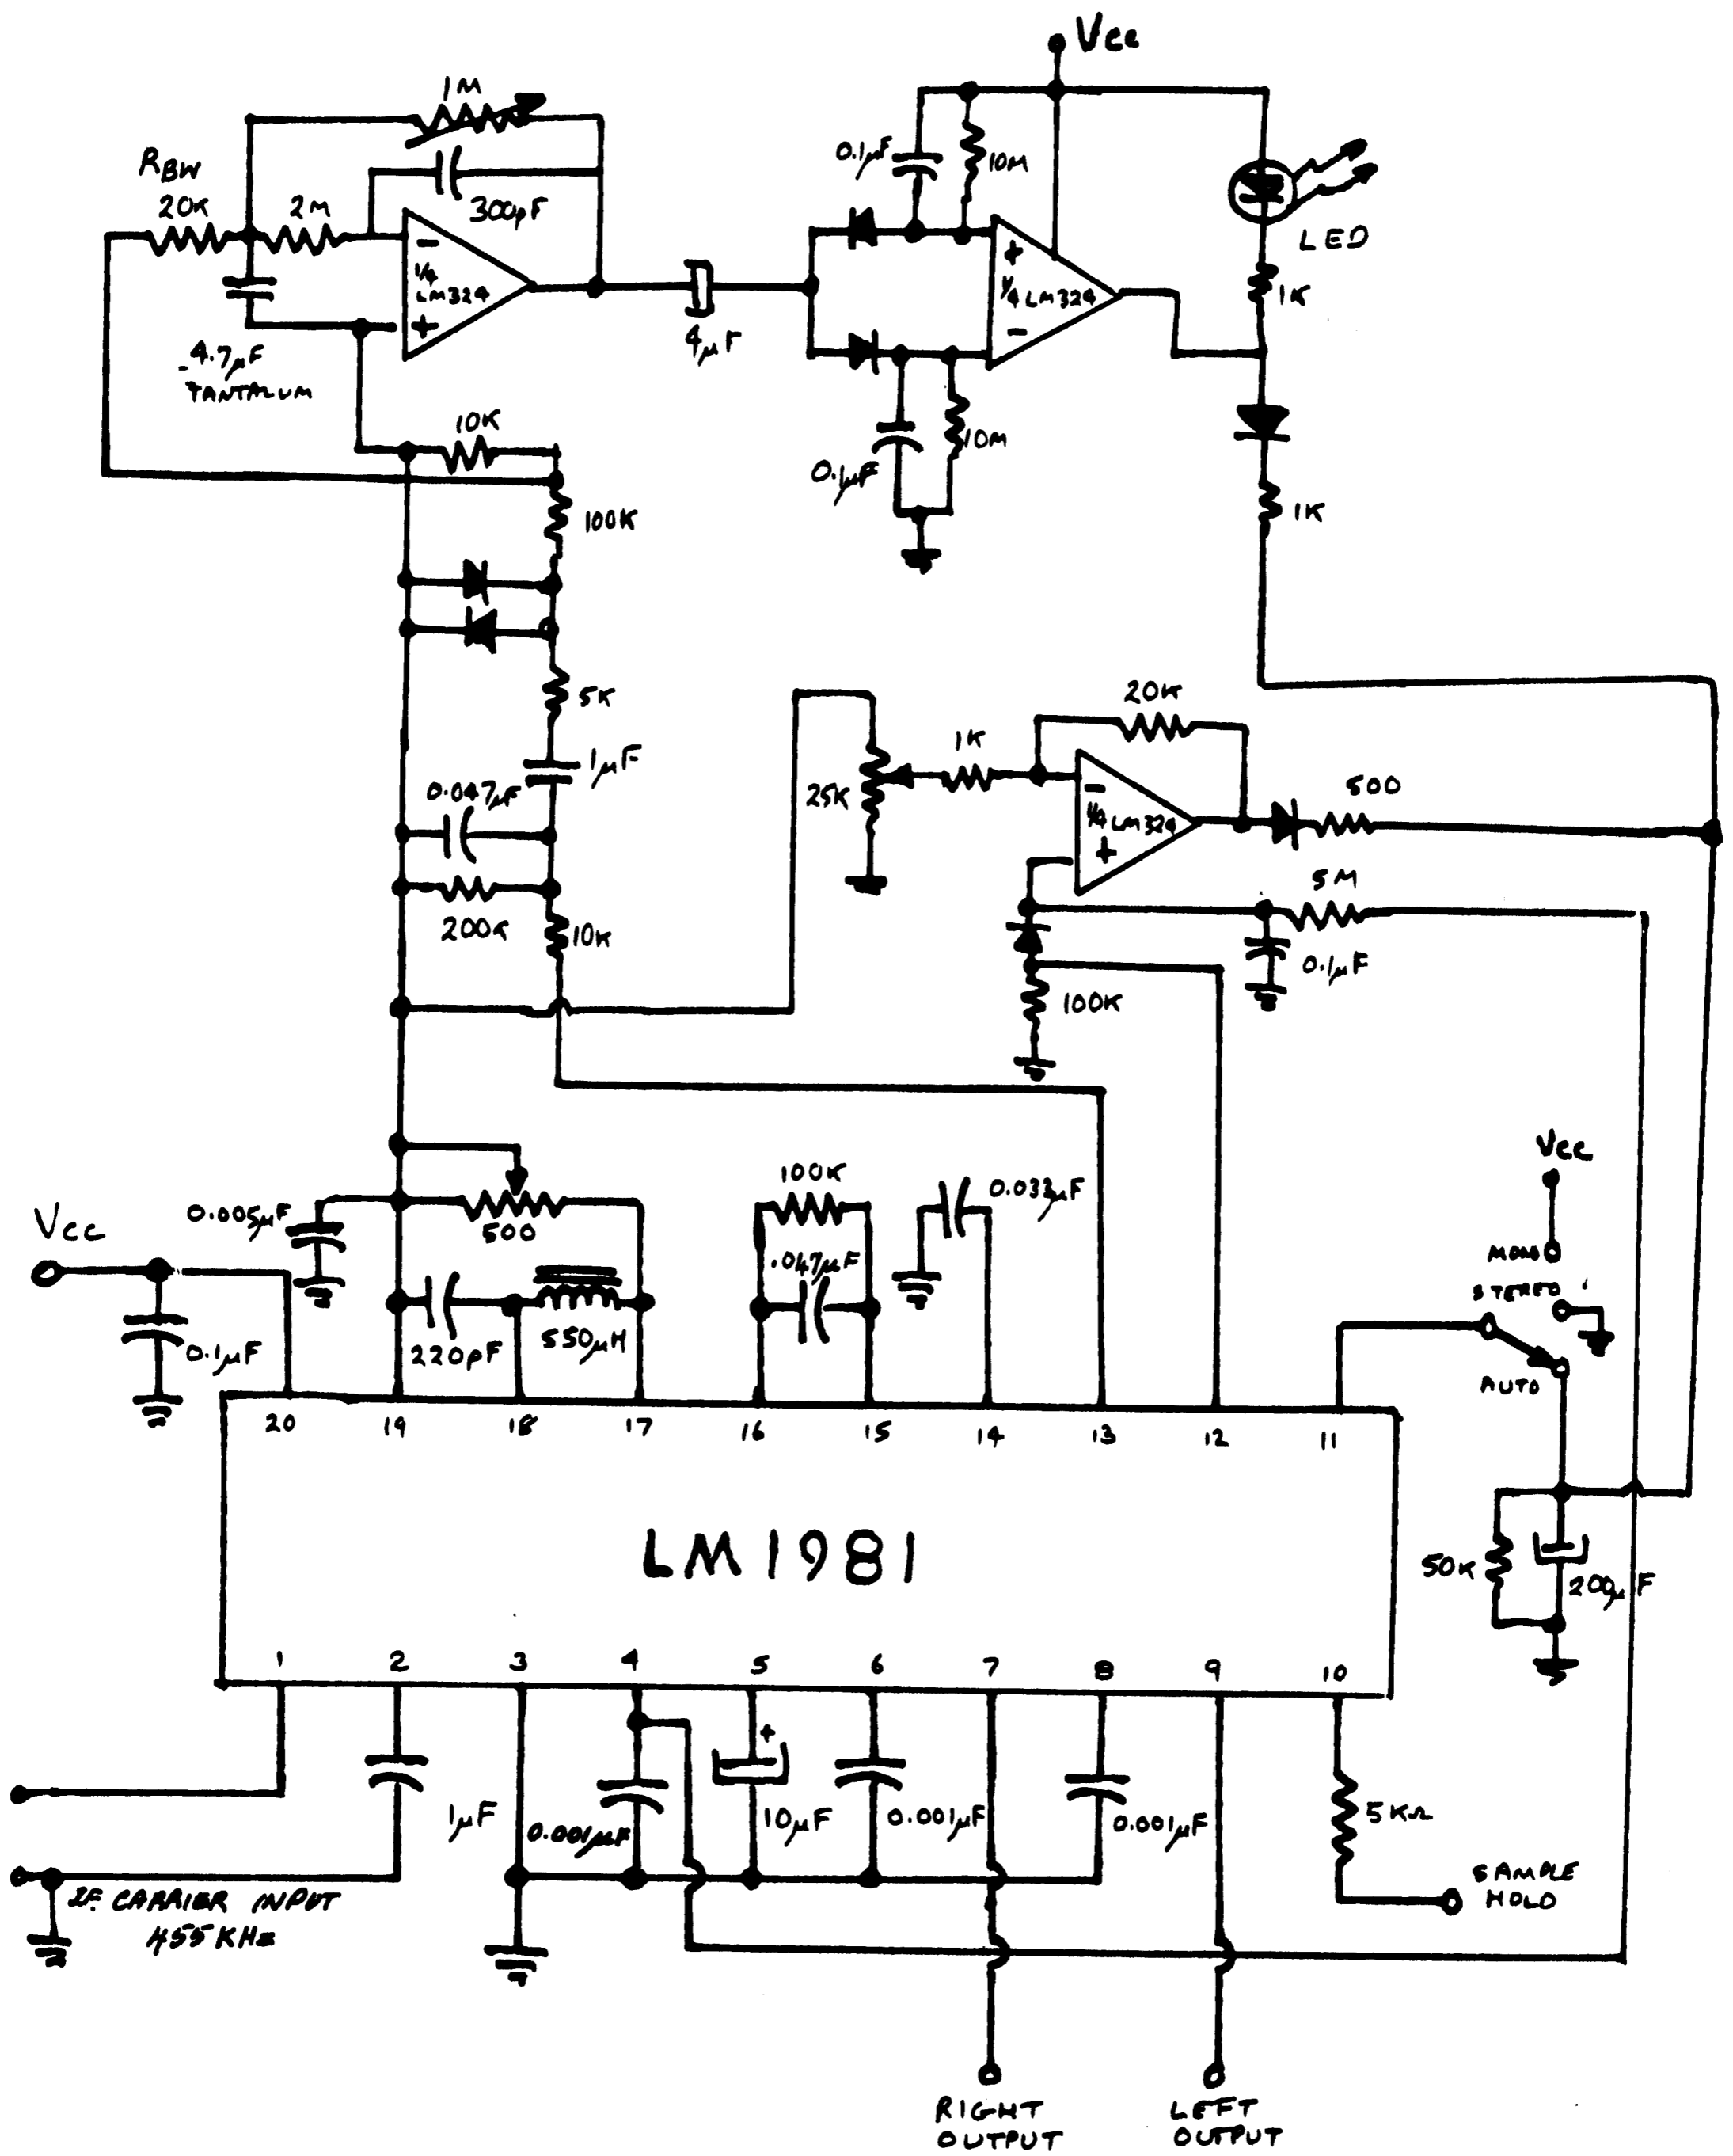 Vcc
1M
RBW
20K
2M
300pF
-
1/4
LM324
+
4.7µF
TANTALUM
4µF
0.1µF
10M
+
1/4 LM324
-
LED
1K
0.1µF
10M
1K
10K
100K
5K
1µF
0.047µF
200K
10K
25K
1K
20K
-
1/4 LM324
+
500
5M
0.1µF
100K
Vcc
MONO
STEREO
AUTO
0.005µF
500
100K
0.033µF
Vcc
0.1µF
220pF
550µH
.047µF
20
19
18
17
16
15
14
13
12
11
LM1981
50K
200µF
1
2
3
4
5
6
7
8
9
10
+
1µF
0.001µF
10µF
0.001µF
0.001µF
5KΩ
SAMPLE
HOLD
I.F. CARRIER INPUT
455KHz
RIGHT
OUTPUT
LEFT
OUTPUT